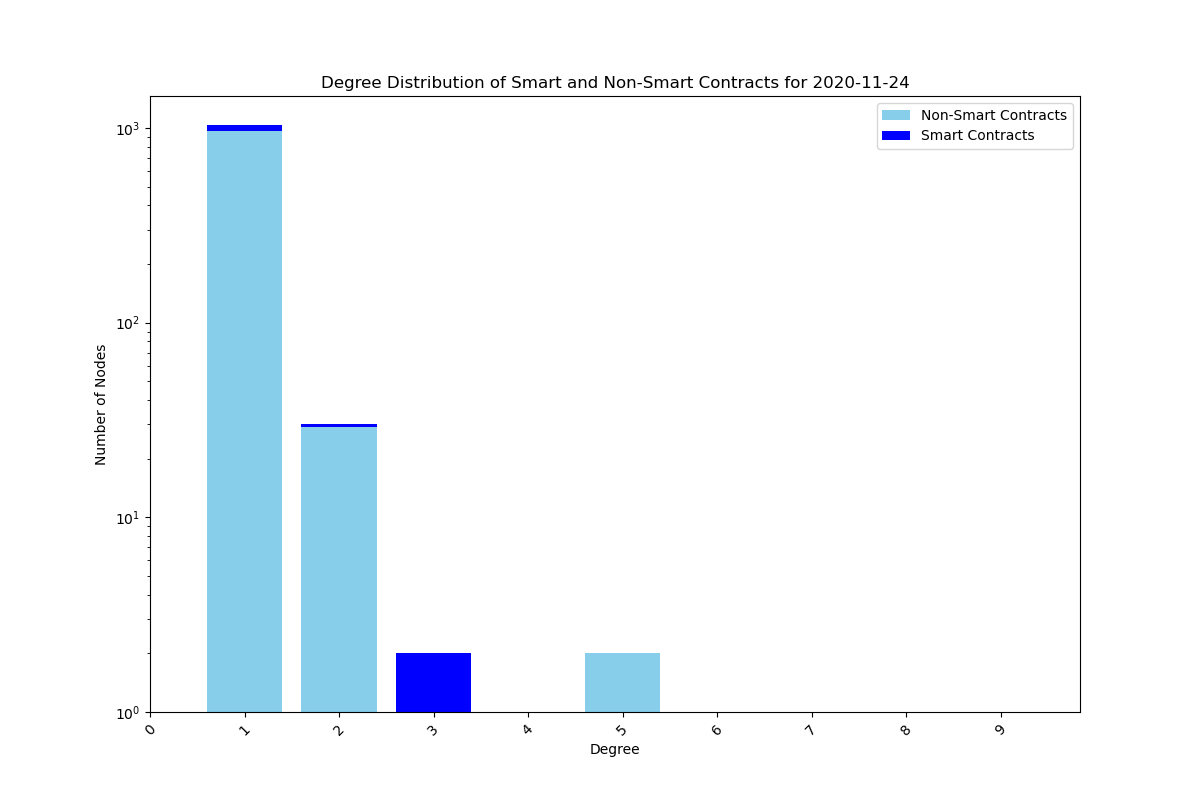 Degree Distribution of Smart and Non-Smart Contracts for 2020-11-24
Non-Smart Contracts
Smart Contracts
Number of Nodes
10³
10²
10¹
10⁰
0 1 2 3 4 5 6 7 8 9
Degree